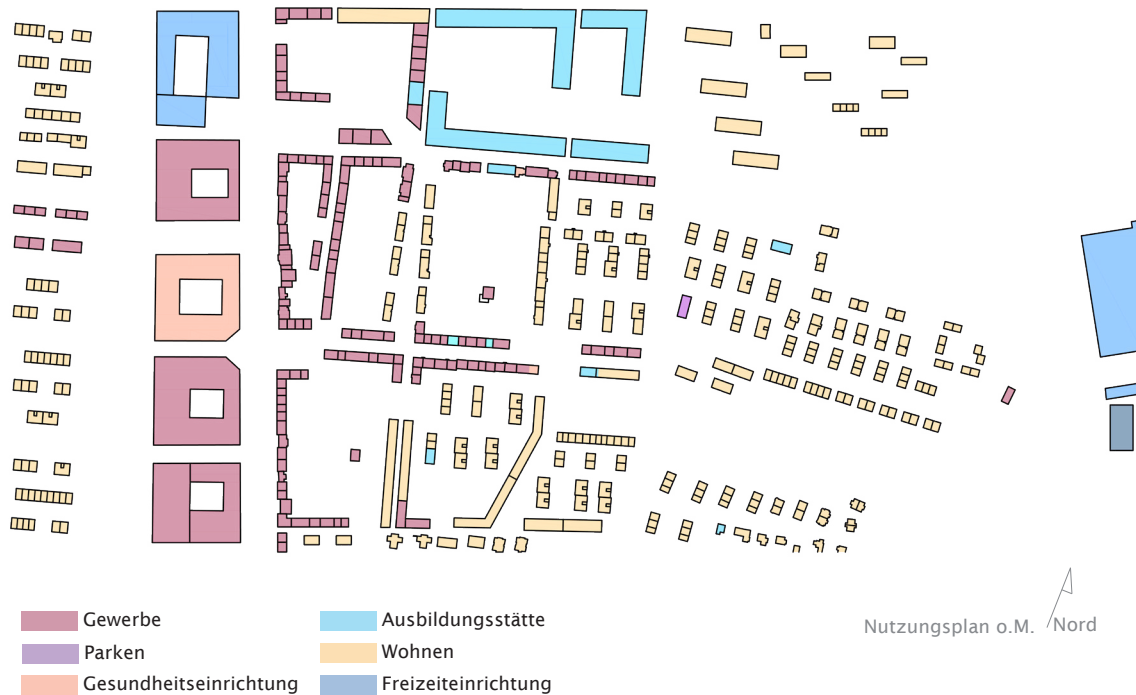 Gewerbe
Parken
Gesundheitseinrichtung
Ausbildungsstätte
Wohnen
Freizeiteinrichtung
Nutzungsplan o.M. Nord